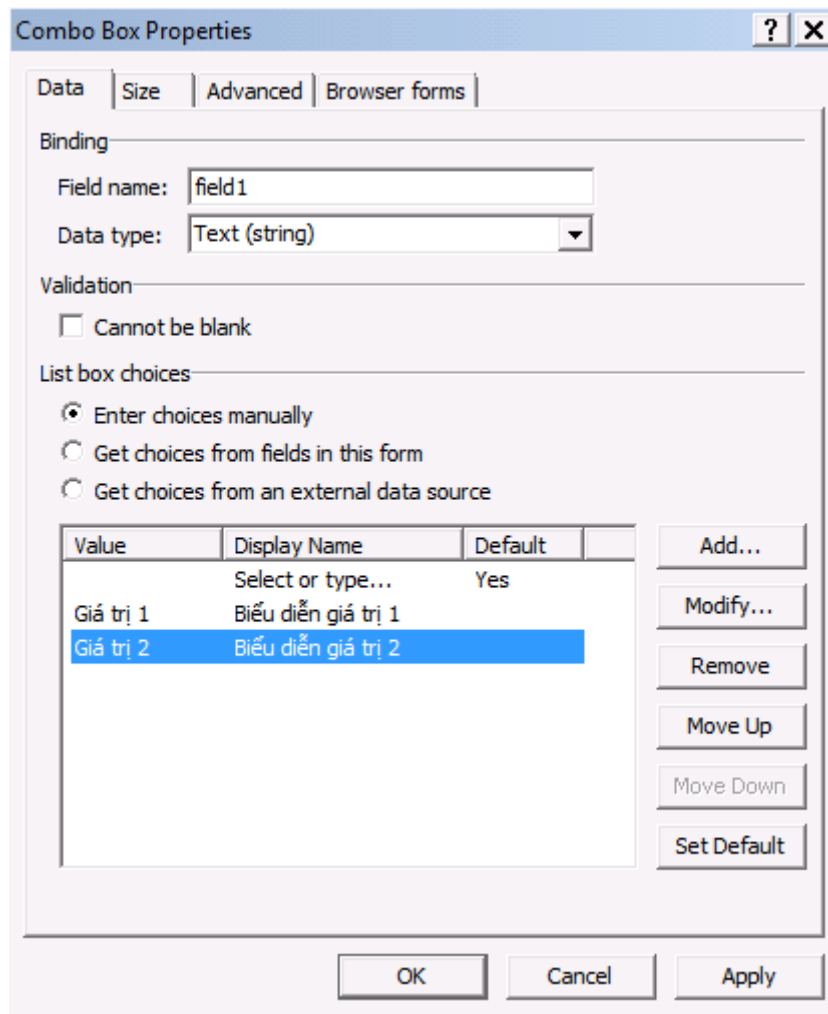 Combo Box Properties
Data Size Advanced Browser forms
Binding
Field name: field1
Data type: Text (string)
Validation
Cannot be blank
List box choices
Enter choices manually
Get choices from fields in this form
Get choices from an external data source
Value Display Name Default Add...
Select or type... Yes
Giá trị 1 Biểu diễn giá trị 1 Modify...
Giá trị 2 Biểu diễn giá trị 2
Remove
Move Up
Move Down
Set Default
OK Cancel Apply